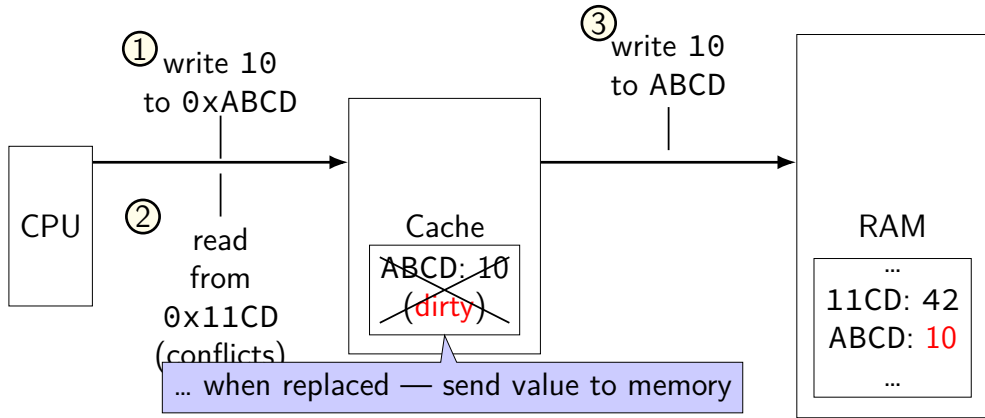 1
write 10
to 0xABCD
3
write 10
to ABCD
CPU
2
read
from
0x11CD
(conflicts)
Cache
ABCD: 10
(dirty)
RAM
...
11CD: 42
ABCD: 10
...
... when replaced — send value to memory